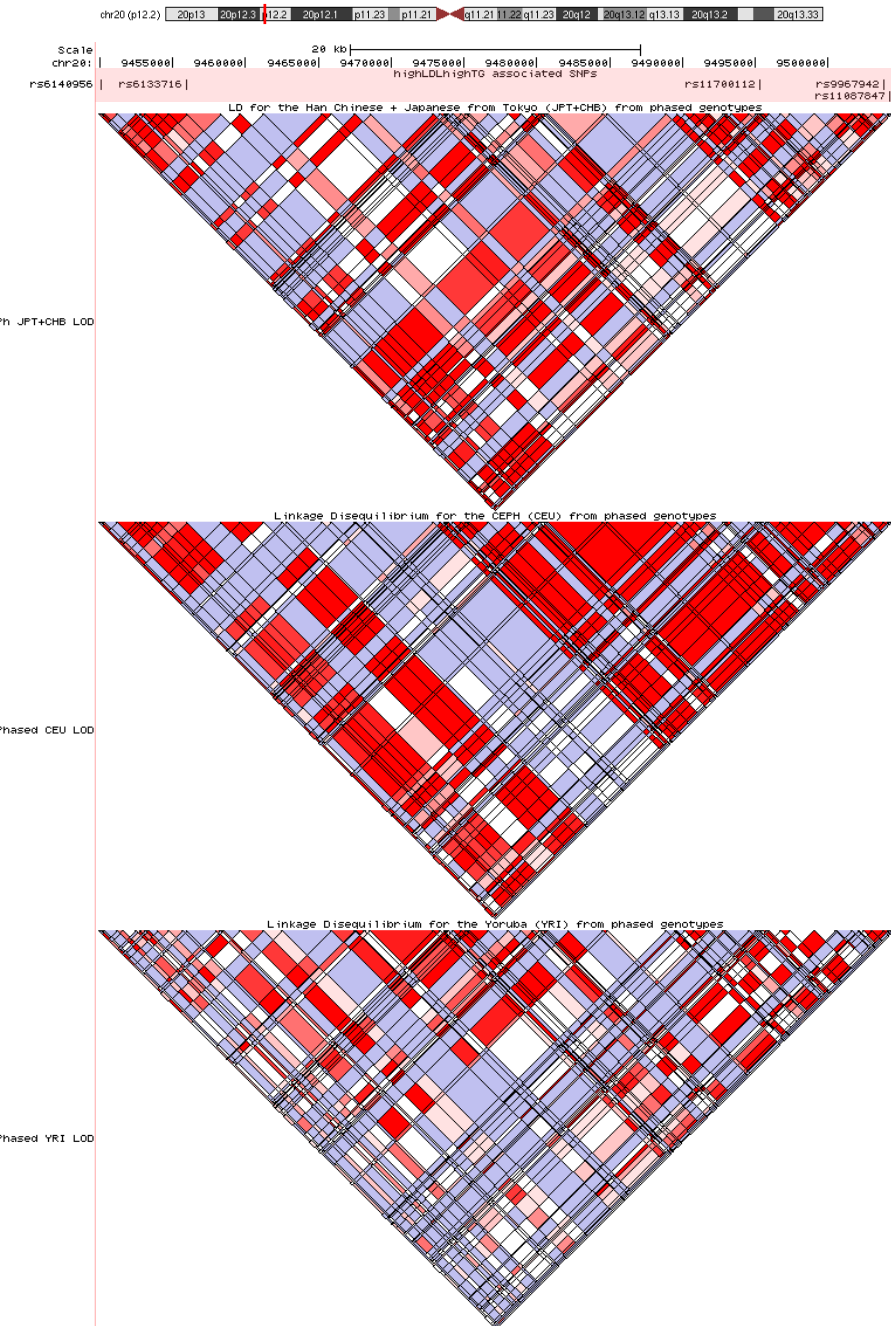 chr20 (p12.2) 20p13 20p12.3 p12.2 20p12.1 p11.23 p11.21 q11.21 11.22 q11.23 20q12 20q13.12 q13.13 20q13.2 20q13.33
Scale 20 kb
chr20: 9455000 9460000 9465000 9470000 9475000 9480000 9485000 9490000 9495000 9500000
highLDLhighTG associated SNPs
rs6140956 rs6133716 rs11700112 rs9967942
rs11087847
LD for the Han Chinese + Japanese from Tokyo (JPT+CHB) from phased genotypes
Ph JPT+CHB LOD
Linkage Disequilibrium for the CEPH (CEU) from phased genotypes
Phased CEU LOD
Linkage Disequilibrium for the Yoruba (YRI) from phased genotypes
Phased YRI LOD